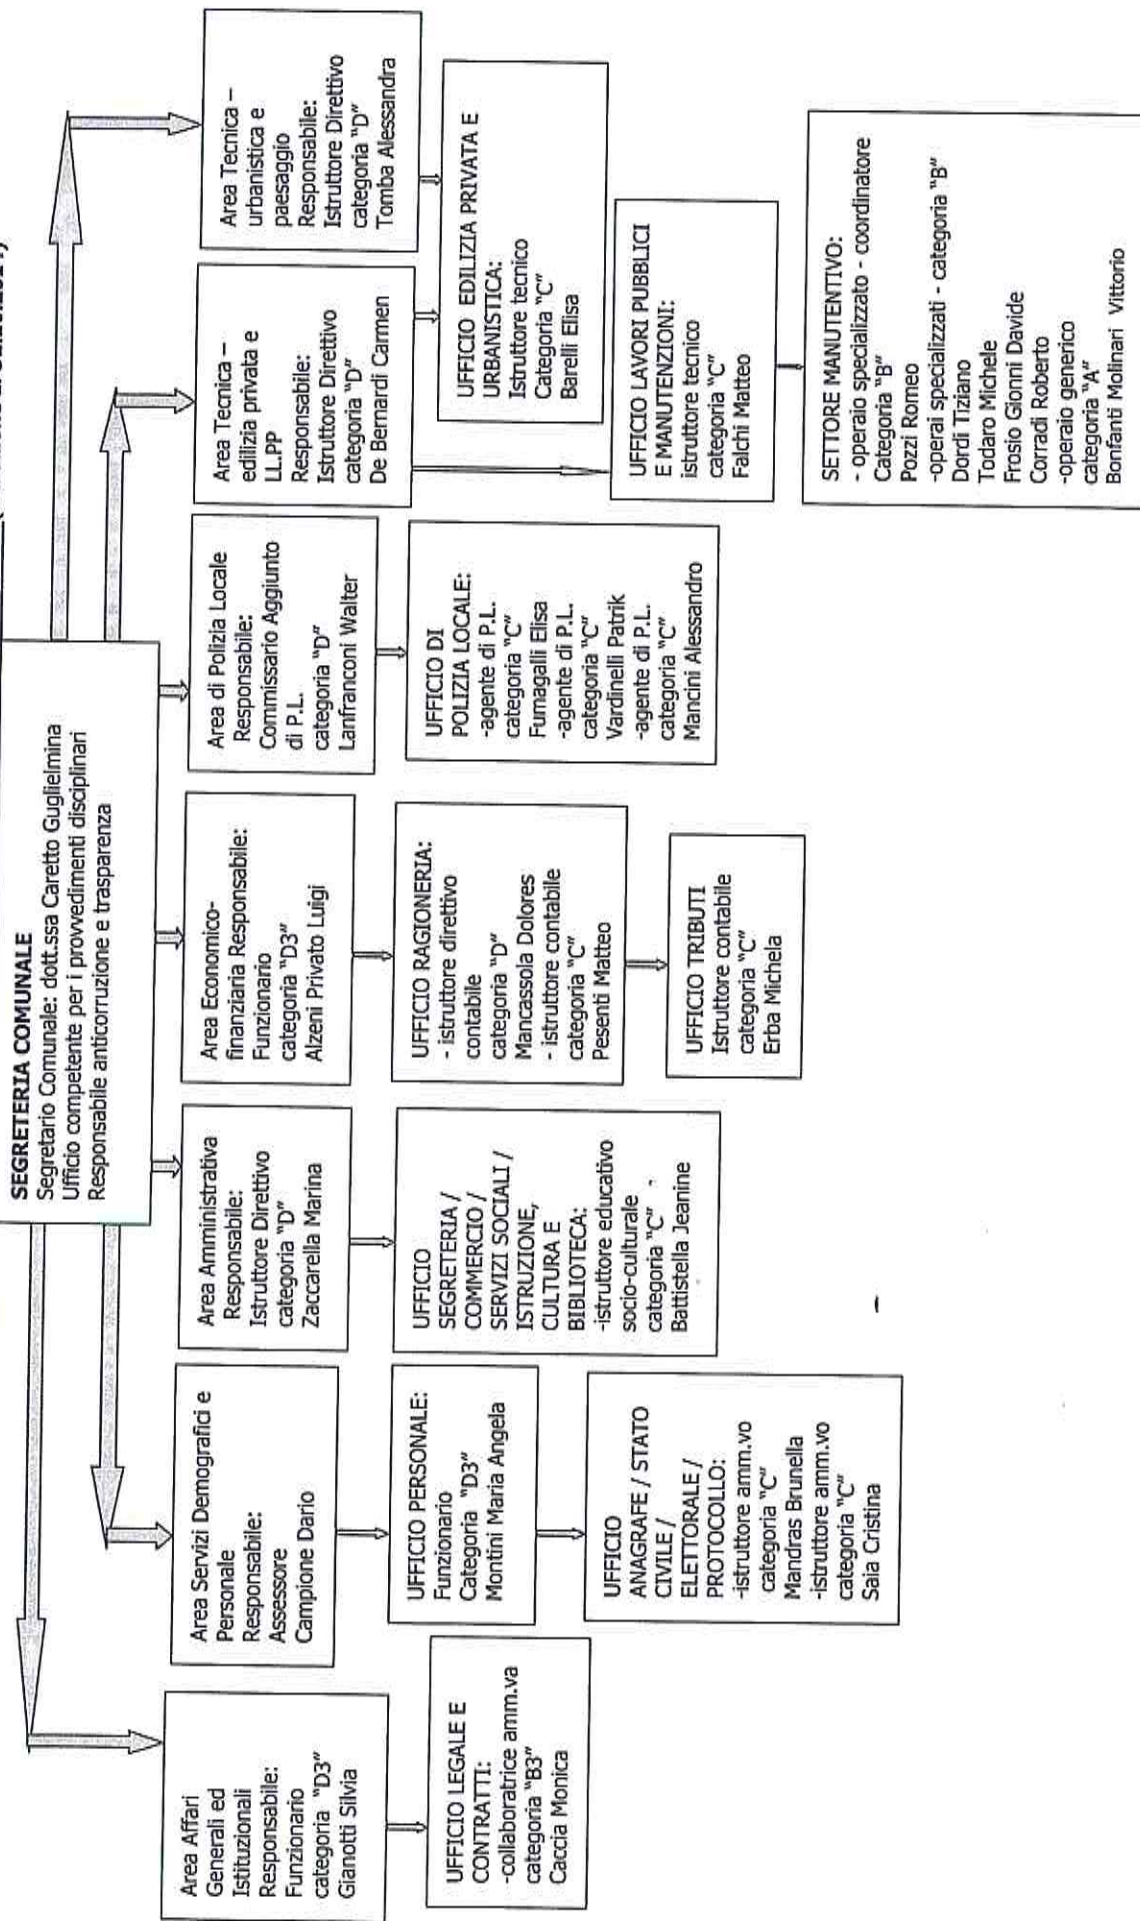 SEGRETERIA COMUNALE
Segretario Comunale: dott.ssa Caretto Guglielmina
Ufficio competente per i provvedimenti disciplinari
Responsabile anticorruzione e trasparenza
Area Affari
Generali ed
Istituzionali
Responsabile:
Funzionario
categoria "D3"
Gianotti Silvia
UFFICIO LEGALE E
CONTRATTI:
-collaboratrice amm.va
categoria "B3"
Caccia Monica
Area Servizi Demografici e
Personale
Responsabile:
Assessore
Campione Dario
UFFICIO PERSONALE:
Funzionario
Categoria "D3"
Montini Maria Angela
UFFICIO
ANAGRAFE / STATO
CIVILE /
ELETTORALE /
PROTOCOLLO:
-istruttore amm.vo
categoria "C"
Mandras Brunella
-istruttore amm.vo
categoria "C"
Saia Cristina
Area Amministrativa
Responsabile:
Istruttore Direttivo
categoria "D"
Zaccarella Marina
UFFICIO
SEGRETERIA /
COMMERCIO /
SERVIZI SOCIALI /
ISTRUZIONE,
CULTURA E
BIBLIOTECA:
-istruttore educativo
socio-culturale
categoria "C"
Battistella Jeanine
Area Economico-
finanziaria Responsabile:
Funzionario
categoria "D3"
Alzeni Privato Luigi
UFFICIO RAGIONERIA:
- istruttore direttivo
contabile
categoria "D"
Mancassola Dolores
- istruttore contabile
categoria "C"
Pesenti Matteo
UFFICIO TRIBUTI
Istruttore contabile
categoria "C"
Erba Michela
Area di Polizia Locale
Responsabile:
Commissario Aggiunto
di P.L.
categoria "D"
Lanfranconi Walter
UFFICIO DI
POLIZIA LOCALE:
-agente di P.L.
categoria "C"
Fumagalli Elisa
-agente di P.L.
categoria "C"
Vardinelli Patrik
-agente di P.L.
categoria "C"
Mancini Alessandro
Area Tecnica –
edilizia privata e
LL.PP
Responsabile:
Istruttore Direttivo
categoria "D"
De Bernardi Carmen
Area Tecnica –
urbanistica e
paesaggio
Responsabile:
Istruttore Direttivo
categoria "D"
Tomba Alessandra
UFFICIO EDILIZIA PRIVATA E
URBANISTICA:
Istruttore tecnico
Categoria "C"
Barelli Elisa
UFFICIO LAVORI PUBBLICI
E MANUTENZIONI:
istruttore tecnico
categoria "C"
Falchi Matteo
SETTORE MANUTENTIVO:
- operaio specializzato - coordinatore
Categoria "B"
Pozzi Romeo
-operai specializzati - categoria "B"
Dordi Tiziano
Todaro Michele
Frosio Gionni Davide
Corradi Roberto
-operaio generico
categoria "A"
Bonfanti Molinari Vittorio